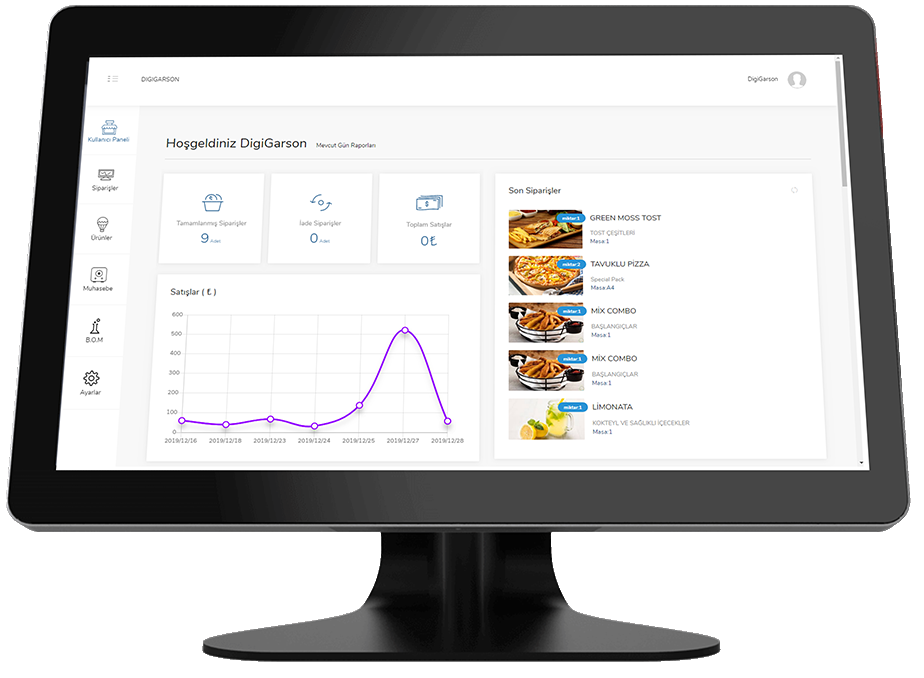 DIGIGARSON
DigiGarson
Kullanıcı Paneli
Siparişler
Ürünler
Muhasebe
B.O.M
Ayarlar
Hoşgeldiniz DigiGarson Mevcut Gün Raporları
Tamamlanmış Siparişler
9 Adet
İade Siparişler
0 Adet
Toplam Satışlar
0₺
Satışlar ( ₺ )
600
500
400
300
200
100
0
2019/12/16 2019/12/18 2019/12/23 2019/12/24 2019/12/25 2019/12/27 2019/12/28
Son Siparişler
miktar:1 GREEN MOSS TOST
TOST ÇEŞİTLERİ
Masa:1
miktar:2 TAVUKLU PİZZA
Special Pack
Masa:A4
miktar:1 MİX COMBO
BAŞLANGIÇLAR
Masa:1
miktar:1 MİX COMBO
BAŞLANGIÇLAR
Masa:1
miktar:1 LİMONATA
KOKTEYL VE SAĞLIKLI İÇECEKLER
Masa:1